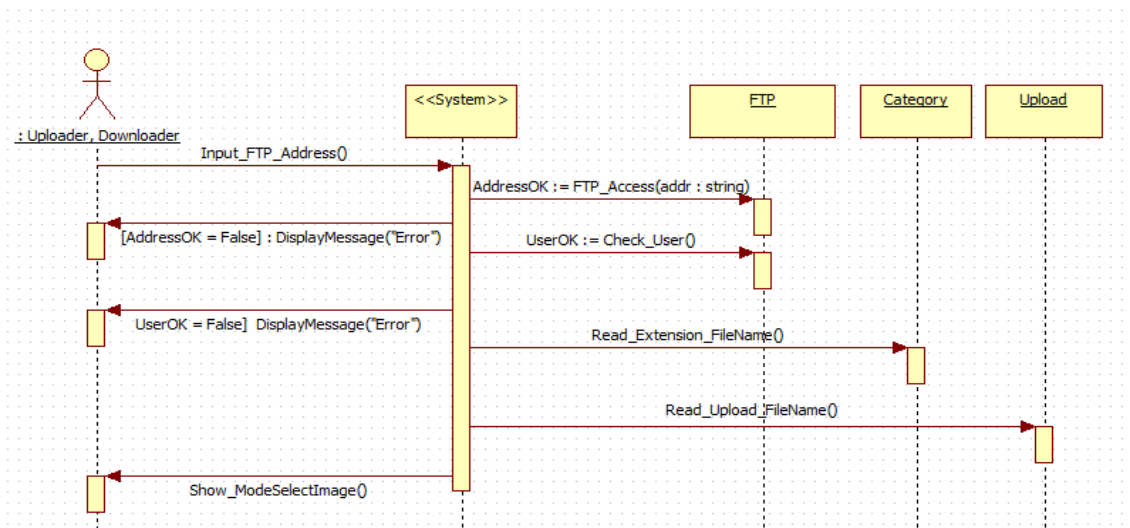 <<System>>
FTP
Category
Upload
: Uploader, Downloader
Input_FTP_Address()
AddressOK := FTP_Access(addr : string)
[AddressOK = False] : DisplayMessage("Error")
UserOK := Check_User()
UserOK = False]  DisplayMessage("Error")
Read_Extension_FileName()
Read_Upload_FileName()
Show_ModeSelectImage()